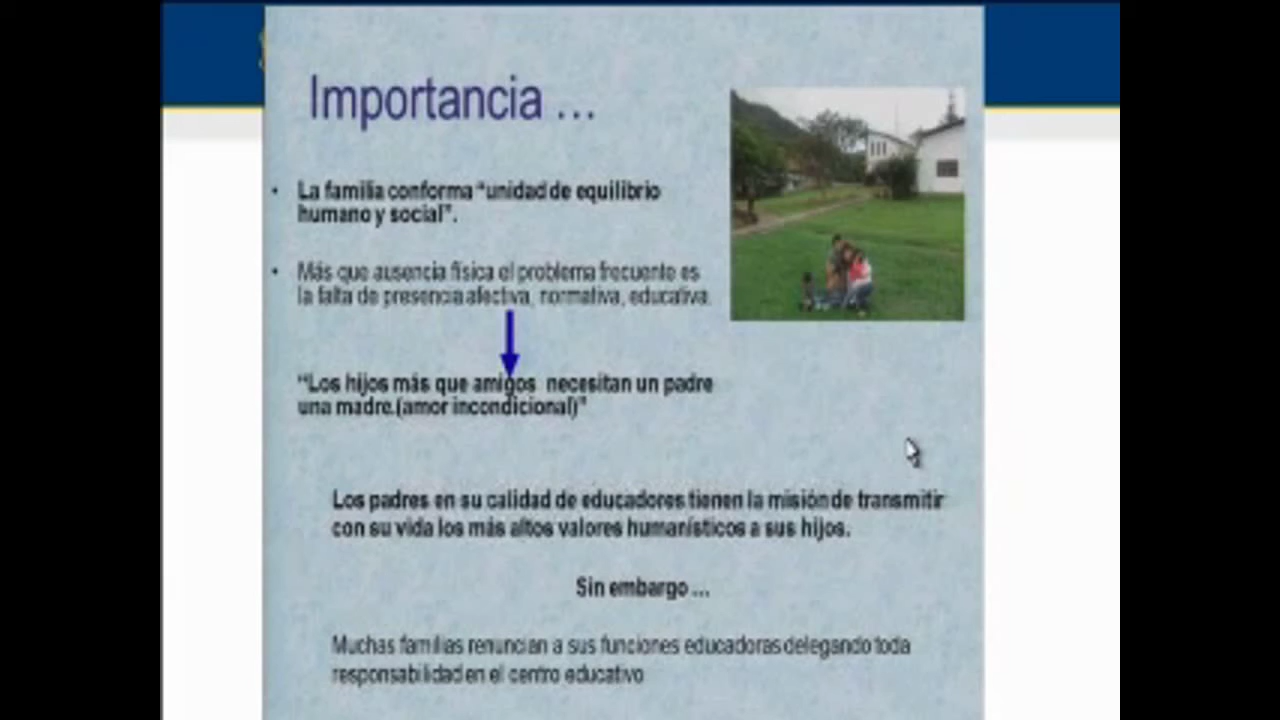 Importancia ...
• La familia conforma “unidad de equilibrio
humano y social”.
• Más que ausencia física el problema frecuente es
la falta de presencia afectiva, normativa, educativa.
“Los hijos más que amigos necesitan un padre
una madre.(amor incondicional)”
Los padres en su calidad de educadores tienen la misión de transmitir
con su vida los más altos valores humanísticos a sus hijos.
Sin embargo ...
Muchas familias renuncian a sus funciones educadoras delegando toda
responsabilidad en el centro educativo